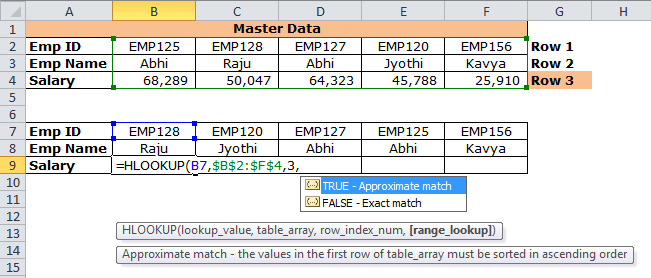 A B C D E F G H
1 Master Data
2 Emp ID EMP125 EMP128 EMP127 EMP120 EMP156 Row 1
3 Emp Name Abhi Raju Abhi Jyothi Kavya Row 2
4 Salary 68,289 50,047 64,323 45,788 25,910 Row 3
5
6
7 Emp ID EMP128 EMP120 EMP127 EMP125 EMP156
8 Emp Name Raju Jyothi Abhi Abhi Kavya
9 Salary =HLOOKUP(B7,$B$2:$F$4,3,
10 TRUE - Approximate match
11 FALSE - Exact match
12
13 HLOOKUP(lookup_value, table_array, row_index_num, [range_lookup])
14 Approximate match - the values in the first row of table_array must be sorted in ascending order
15